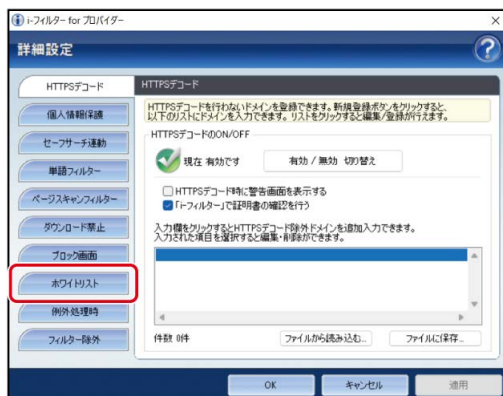 i-フィルター for プロバイダー
詳細設定
HTTPSデコード
個人情報保護
セーフサーチ連動
単語フィルター
ページスキャンフィルター
ダウンロード禁止
ブロック画面
ホワイトリスト
例外処理時
フィルター除外
HTTPSデコード
HTTPSデコードを行わないドメインを登録できます。新規登録ボタンをクリックすると、
以下のリストにドメインを入力できます。リストをクリックすると編集/登録が行えます。
HTTPSデコードのON/OFF
現在 有効です
有効 / 無効 切り替え
HTTPSデコード時に警告画面を表示する
「i-フィルター」で証明書の確認を行う
入力欄をクリックするとHTTPSデコード除外ドメインを追加入力できます。
入力された項目を選択すると編集・削除ができます。
件数 0件
ファイルから読み込む...
ファイルに保存...
OK
キャンセル
適用